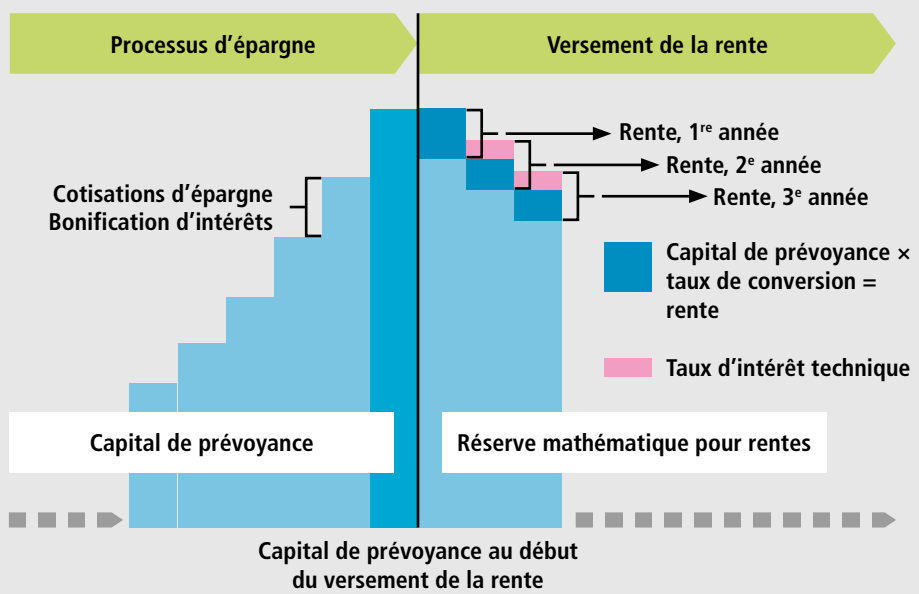 Processus d'épargne
Versement de la rente
Rente, 1re année
Rente, 2e année
Rente, 3e année
Cotisations d'épargne
Bonification d'intérêts
Capital de prévoyance ×
taux de conversion =
rente
Taux d'intérêt technique
Capital de prévoyance
Réserve mathématique pour rentes
Capital de prévoyance au début
du versement de la rente